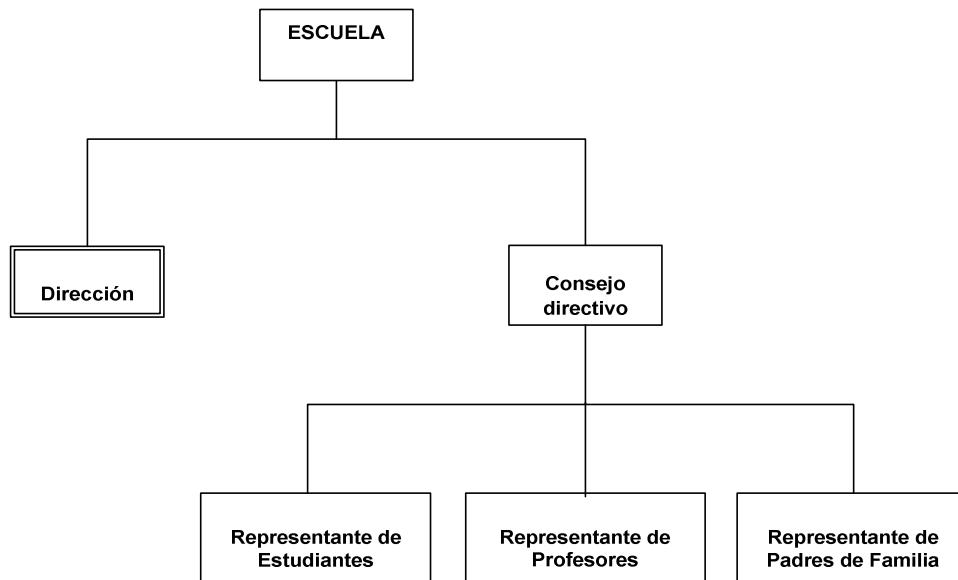 ESCUELA
Dirección
Consejo
directivo
Representante de
Estudiantes
Representante de
Profesores
Representante de
Padres de Familia